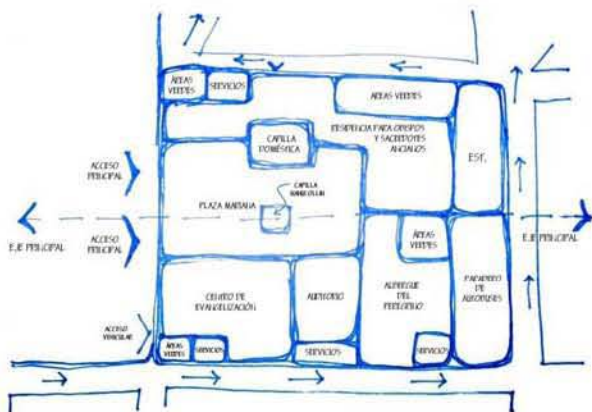 ÁREAS
VERDES
SERVICIOS
ÁREAS VERDES
RESIDENCIA PARA OBISPOS
Y SACERDOTES
ANCIANOS
EST.
CAPILLA
DOMÉSTICA
ACCESO
PRINCIPAL
CAPILLA
PLAZA MARIANA
EJE PRINCIPAL
ACCESO
PRINCIPAL
ÁREAS
VERDES
EJE PRINCIPAL
CENTRO DE
EVANGELIZACIÓN
AUDITORIO
ALBERGUE
DEL
PEREGRINO
PARADERO
DE
AUTOBUSES
ACCESO
VEHICULAR
ÁREAS
VERDES
SERVICIOS
SERVICIOS
SERVICIOS